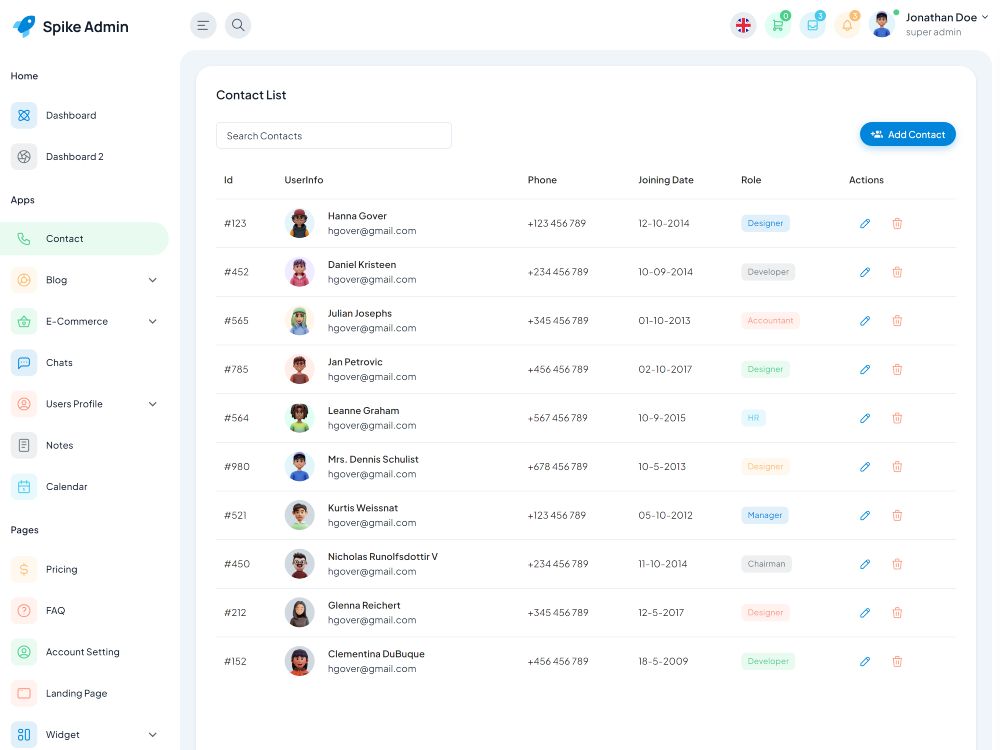 Spike Admin
0
3
3
Jonathan Doe
super admin
Home
Dashboard
Dashboard 2
Apps
Contact
Blog
E-Commerce
Chats
Users Profile
Notes
Calendar
Pages
Pricing
FAQ
Account Setting
Landing Page
Widget
Contact List
Search Contacts
Add Contact
Id UserInfo Phone Joining Date Role Actions
#123 Hanna Gover +123 456 789 12-10-2014 Designer
hgover@gmail.com
#452 Daniel Kristeen +234 456 789 10-09-2014 Developer
hgover@gmail.com
#565 Julian Josephs +345 456 789 01-10-2013 Accountant
hgover@gmail.com
#785 Jan Petrovic +456 456 789 02-10-2017 Designer
hgover@gmail.com
#564 Leanne Graham +567 456 789 10-9-2015 HR
hgover@gmail.com
#980 Mrs. Dennis Schulist +678 456 789 10-5-2013 Designer
hgover@gmail.com
#521 Kurtis Weissnat +123 456 789 05-10-2012 Manager
hgover@gmail.com
#450 Nicholas Runolfsdottir V +234 456 789 11-10-2014 Chairman
hgover@gmail.com
#212 Glenna Reichert +345 456 789 12-5-2017 Designer
hgover@gmail.com
#152 Clementina DuBuque +456 456 789 18-5-2009 Developer
hgover@gmail.com